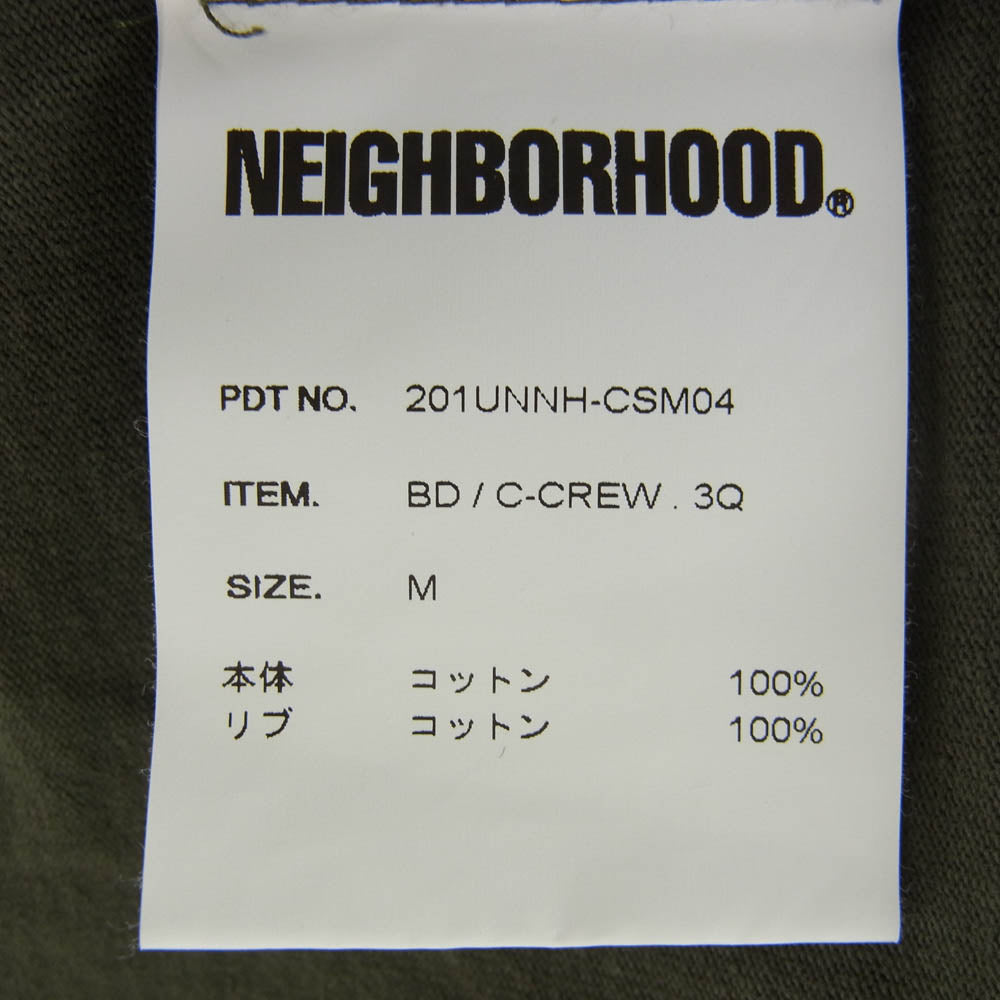 NEIGHBORHOOD®
PDT NO. 201UNNH-CSM04
ITEM. BD / C-CREW . 3Q
SIZE. M
本体 コットン 100%
リブ コットン 100%